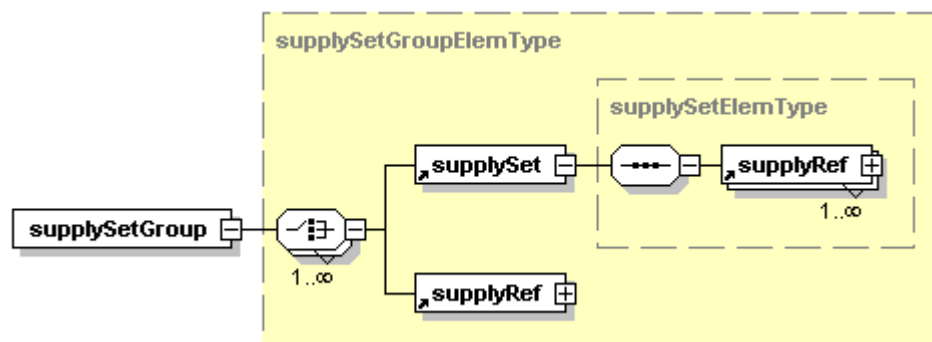 supplySetGroupElemType
supplySetElemType
supplySet
supplyRef
1..∞
supplySetGroup
1..∞
supplyRef